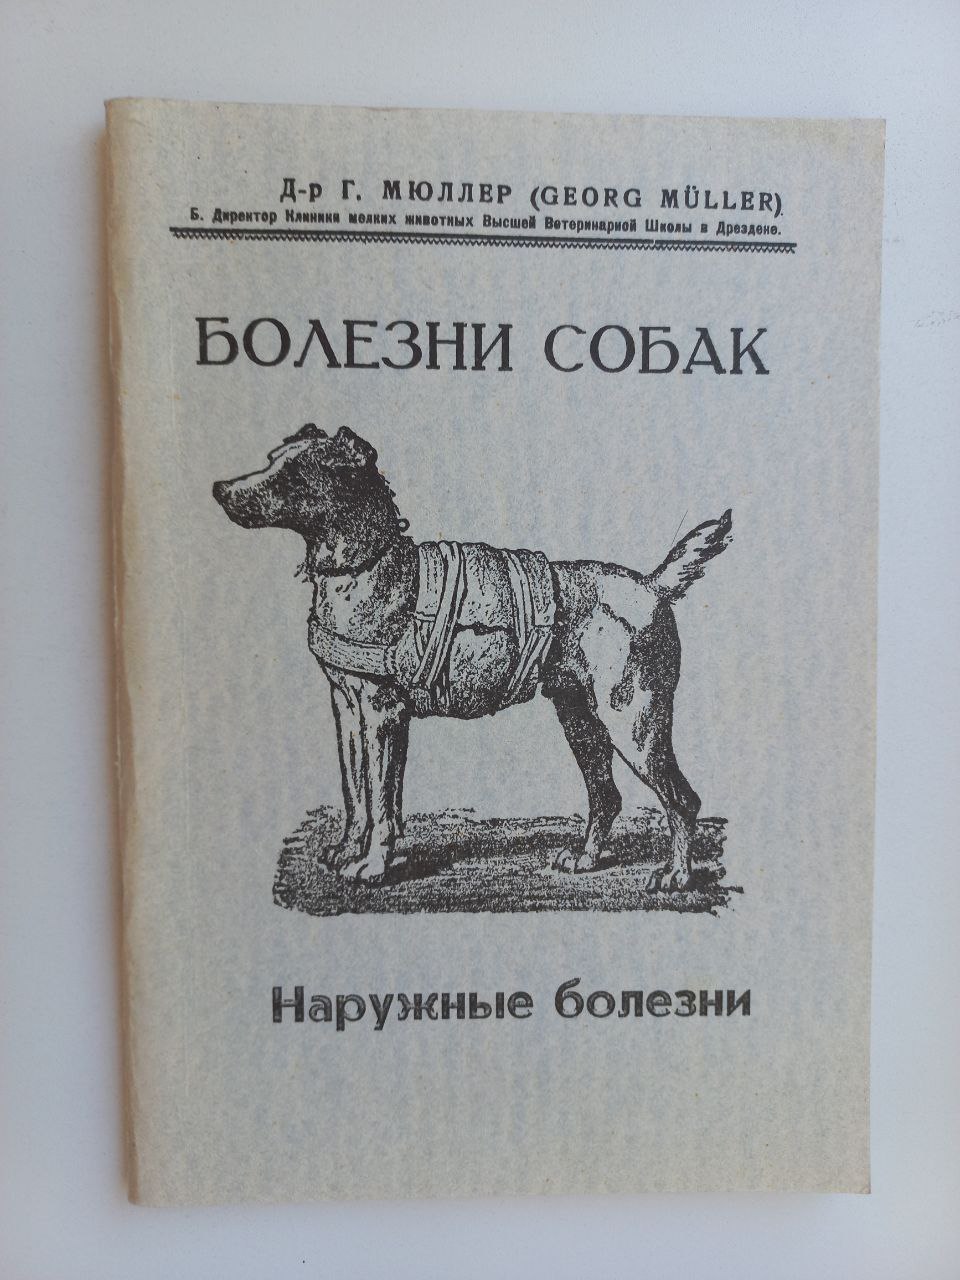 Д-р Г. МЮЛЛЕР (GEORG MÜLLER).
Б. Директор Клиники мелких животных Высшей Ветеринарной Школы в Дрездене.
БОЛЕЗНИ СОБАК
Наружные болезни